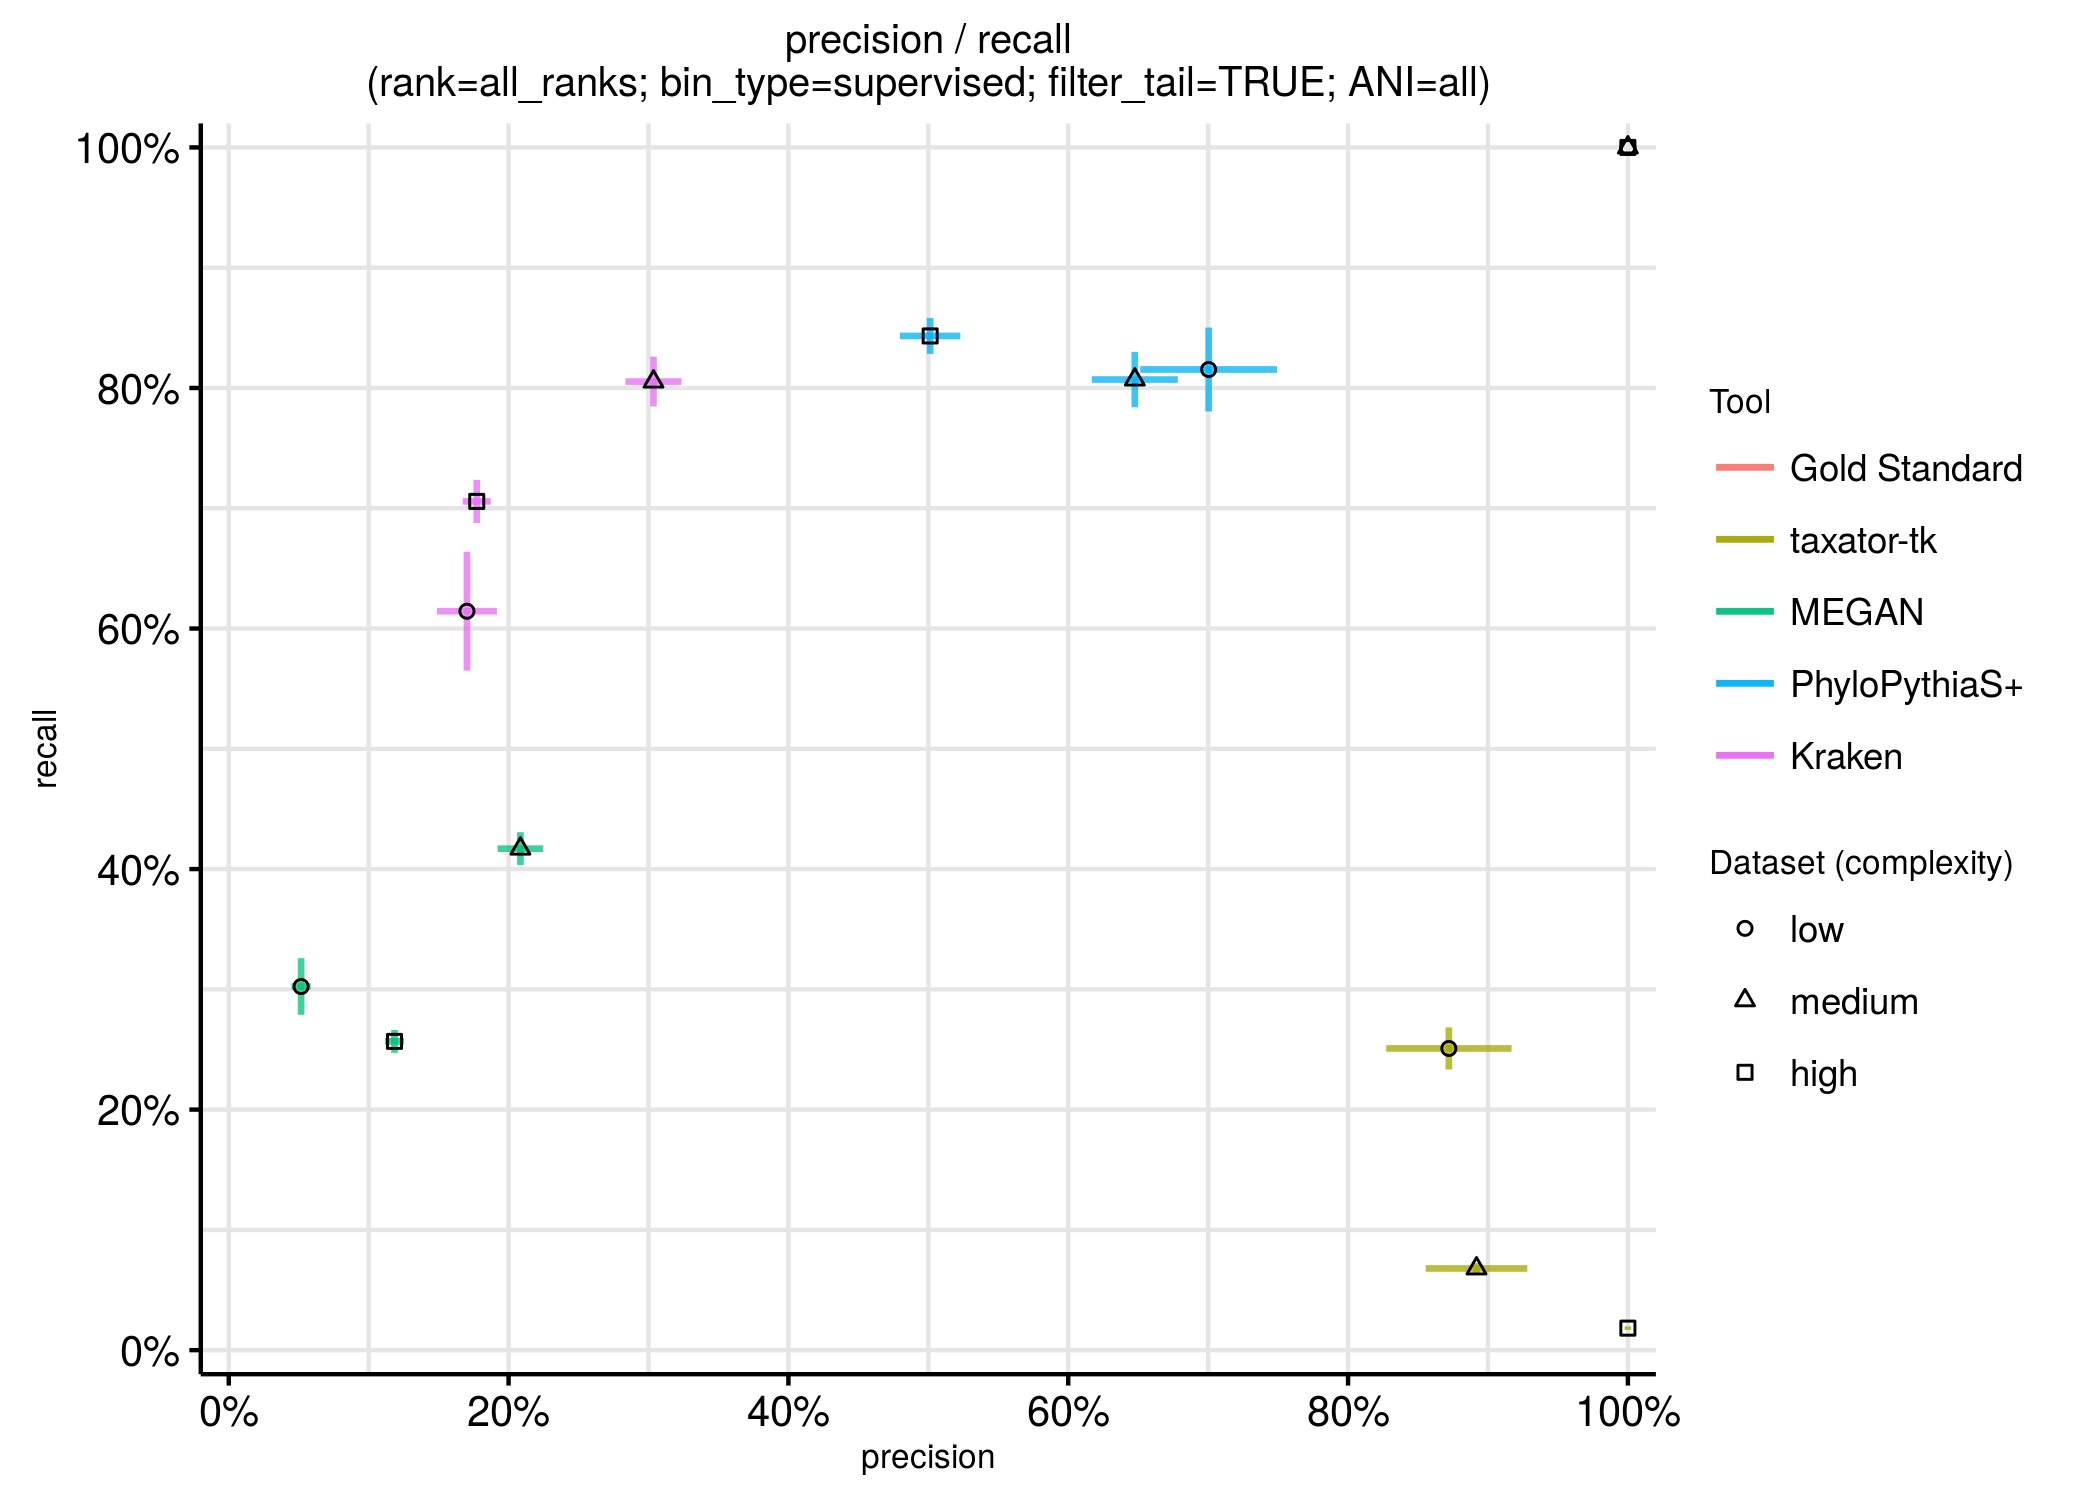 precision / recall
(rank=all_ranks; bin_type=supervised; filter_tail=TRUE; ANI=all)
100%
80%
60%
40%
20%
0%
recall
0%
20%
40%
60%
80%
100%
precision
Tool
Gold Standard
taxator-tk
MEGAN
PhyloPythiaS+
Kraken
Dataset (complexity)
low
medium
high